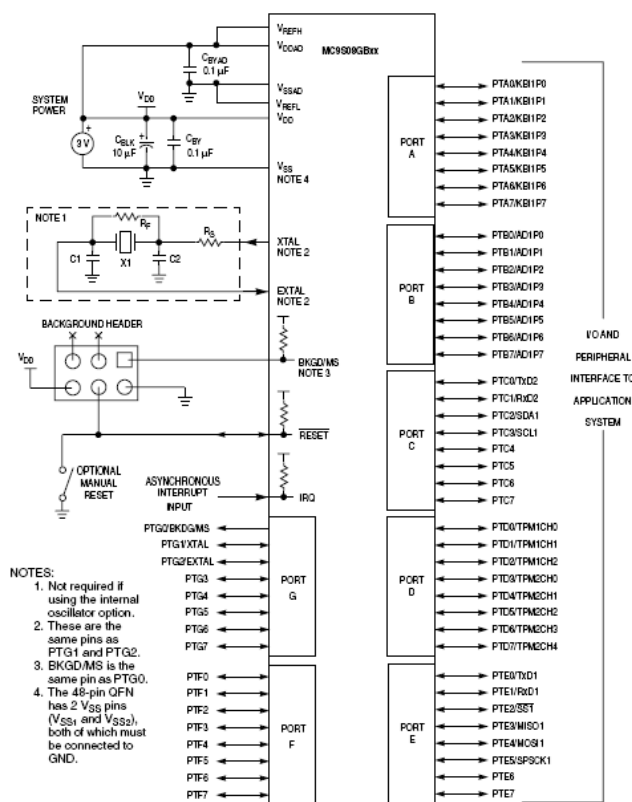 MC9S08GBxx
VREFH
VDDAD
CBYAD
0.1 µF
VSSAD
VREFL
VDD
SYSTEM
POWER
VDD
+
3 V
+
CBLK
10 µF
CBY
0.1 µF
VSS
NOTE 4
NOTE 1
RF
RS
C1
X1
C2
XTAL
NOTE 2
EXTAL
NOTE 2
BACKGROUND HEADER
VDD
BKGD/MS
NOTE 3
RESET
OPTIONAL
MANUAL
RESET
ASYNCHRONOUS
INTERRUPT
INPUT
IRQ
PTG0/BKDG/MS
PTG1/XTAL
PTG2/EXTAL
PTG3
PTG4
PTG5
PTG6
PTG7
PORT
G
PTF0
PTF1
PTF2
PTF3
PTF4
PTF5
PTF6
PTF7
PORT
F
NOTES:
1. Not required if
using the internal
oscillator option.
2. These are the
same pins as
PTG1 and PTG2.
3. BKGD/MS is the
same pin as PTG0.
4. The 48-pin QFN
has 2 VSS pins
(VSS1 and VSS2),
both of which must
be connected to
GND.
PORT
A
PTA0/KBI1P0
PTA1/KBI1P1
PTA2/KBI1P2
PTA3/KBI1P3
PTA4/KBI1P4
PTA5/KBI1P5
PTA6/KBI1P6
PTA7/KBI1P7
PORT
B
PTB0/AD1P0
PTB1/AD1P1
PTB2/AD1P2
PTB3/AD1P3
PTB4/AD1P4
PTB5/AD1P5
PTB6/AD1P6
PTB7/AD1P7
PORT
C
PTC0/TxD2
PTC1/RxD2
PTC2/SDA1
PTC3/SCL1
PTC4
PTC5
PTC6
PTC7
PORT
D
PTD0/TPM1CH0
PTD1/TPM1CH1
PTD2/TPM1CH2
PTD3/TPM2CH0
PTD4/TPM2CH1
PTD5/TPM2CH2
PTD6/TPM2CH3
PTD7/TPM2CH4
PORT
E
PTE0/TxD1
PTE1/RxD1
PTE2/SS1
PTE3/MISO1
PTE4/MOSI1
PTE5/SPSCK1
PTE6
PTE7
I/O AND
PERIPHERAL
INTERFACE TO
APPLICATION
SYSTEM